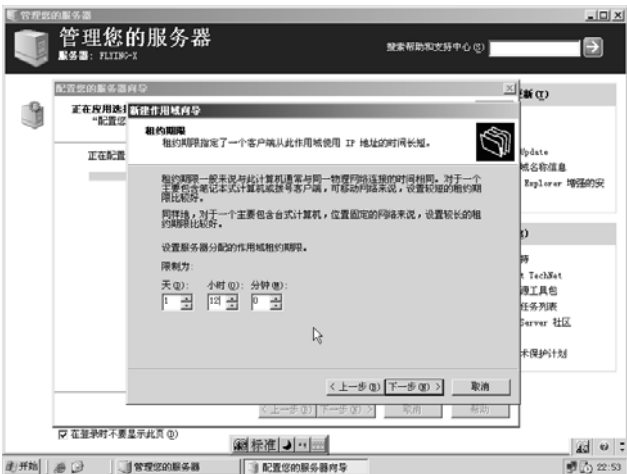 管理您的服务器
管理您的服务器
服务器: FLYING-X
搜索帮助和支持中心(S)
配置您的服务器向导
正在应用选
“配置您
正在配置
新建作用域向导
租约期限
租约期限指定了一个客户端从此作用域使用 IP 地址的时间长短。
租约期限一般来说与此计算机通常与同一物理网络连接的时间相同。对于一个
主要包含笔记本式计算机或拨号客户端，可移动网络来说，设置较短的租约期
限比较好。
同样地，对于一个主要包含台式计算机，位置固定的网络来说，设置较长的租
约期限比较好。
设置服务器分配的作用域租约期限。
限制为:
天(D): 小时(O): 分钟(M):
1 12 0
< 上一步(B) 下一步(N) > 取消
< 上一步(B) 下一步(N) > 取消 帮助
Update
域名称信息
Explorer 增强的安
持
t TechNet
源工具包
任务列表
Server 社区
术保护计划
在登录时不要显示此页(D)
标准
开始
管理您的服务器
配置您的服务器向导
22:53